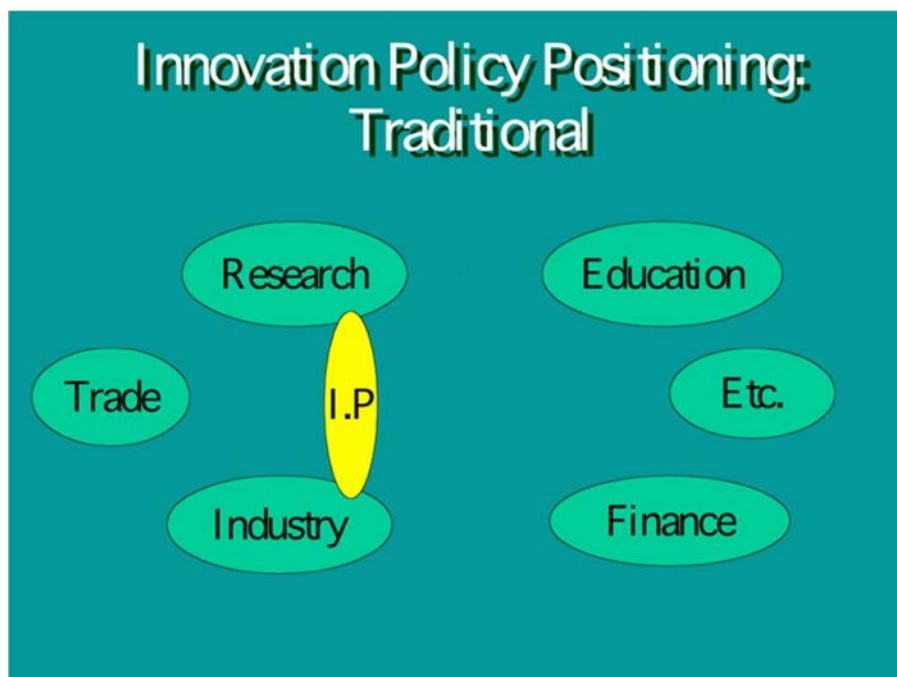 Innovation Policy Positioning:
Traditional
Research
Education
Trade
I.P
Etc.
Industry
Finance